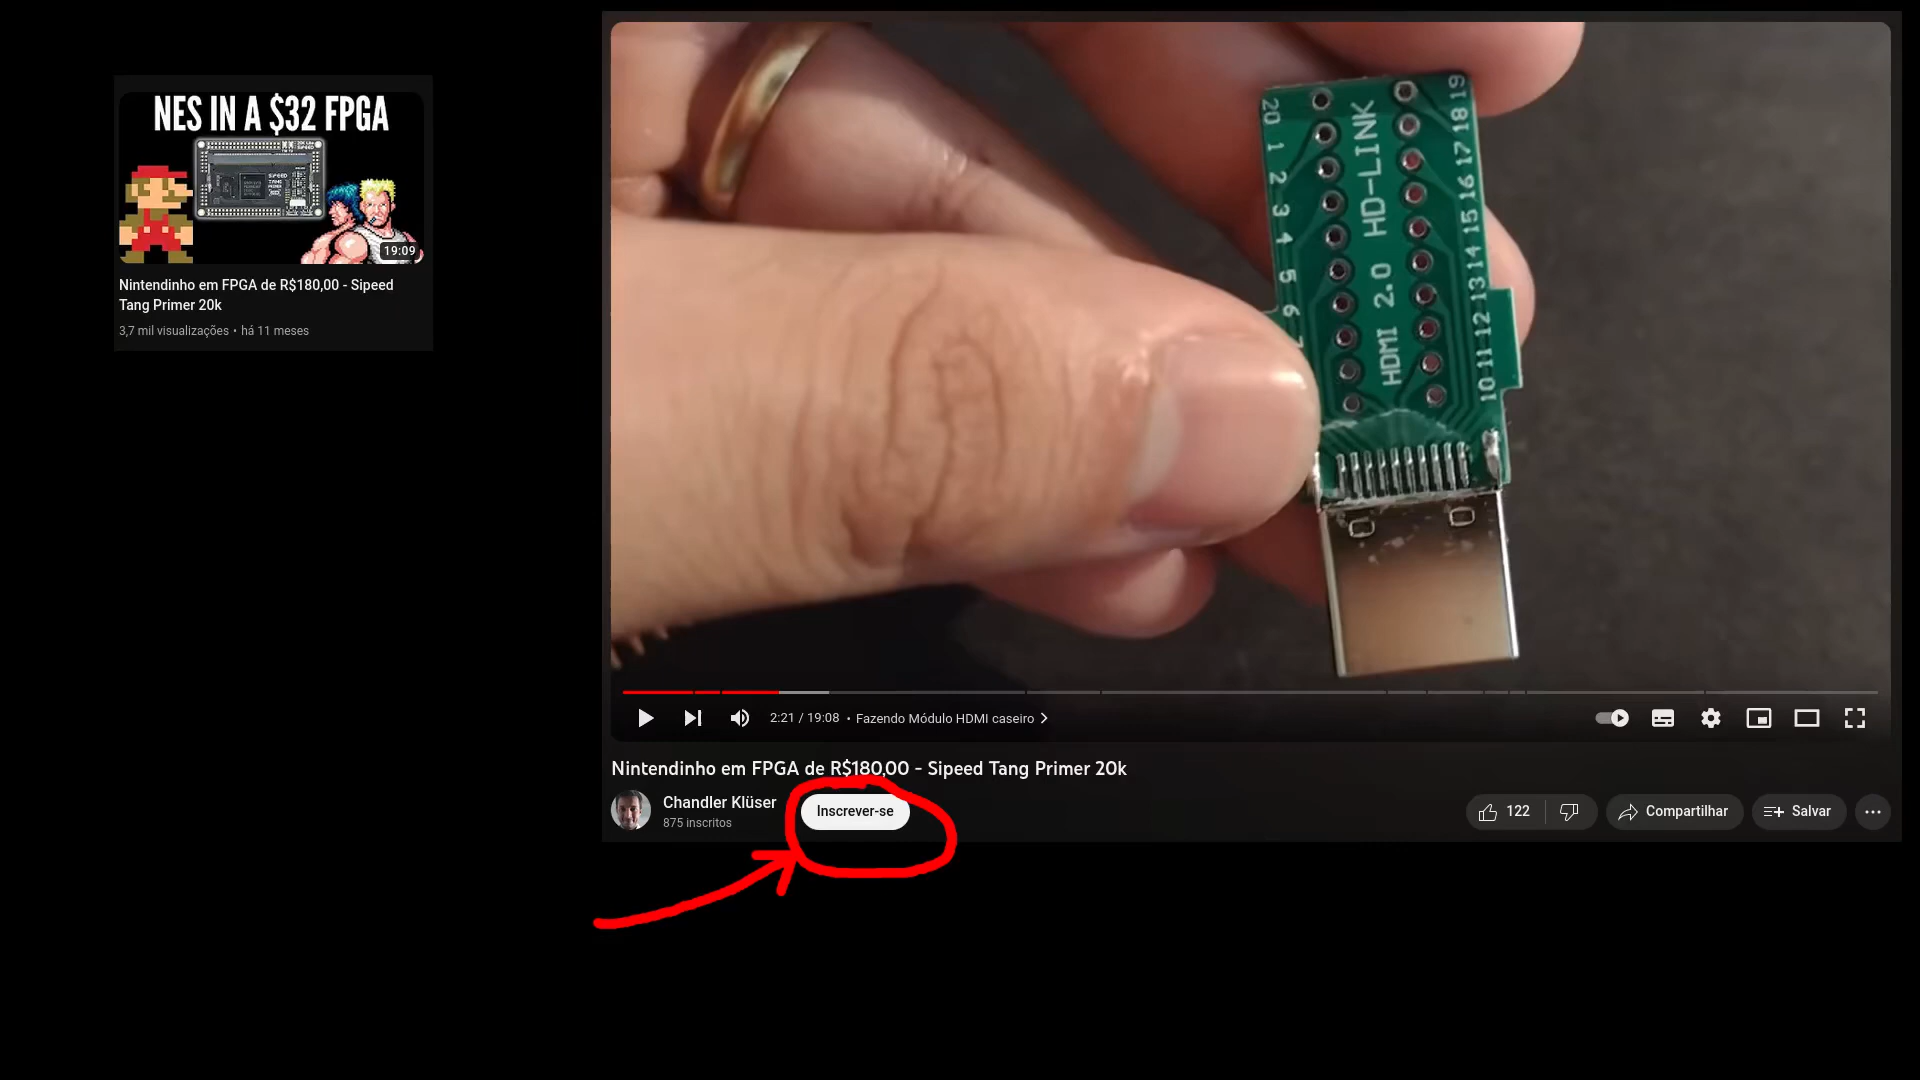 NES IN A $32 FPGA
19:09
Nintendinho em FPGA de R$180,00 - Sipeed
Tang Primer 20k
3,7 mil visualizações • há 11 meses
HDMI 2.0 HD-LINK
20 1 2 3 4 5 6
10 11 12 13 14 15 16 17 18 19
2:21 / 19:08 • Fazendo Módulo HDMI caseiro
Nintendinho em FPGA de R$180,00 - Sipeed Tang Primer 20k
Chandler Klüser
875 inscritos
Inscrever-se
122
Compartilhar
Salvar